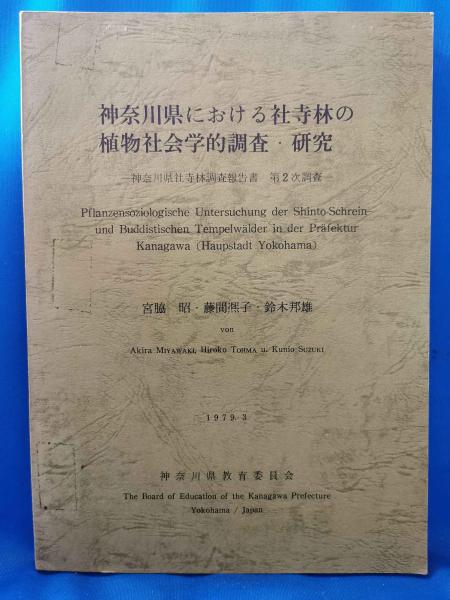 神奈川県における社寺林の
植物社会学的調査・研究
―神奈川県社寺林調査報告書 第2次調査―
Pflanzensoziologische Untersuchung der Shinto-Schrein-
und Buddistischen Tempelwälder in der Präfektur
Kanagawa (Haupstadt Yokohama)
宮脇 昭・藤間熈子・鈴木邦雄
von
Akira MIYAWAKI, Hiroko TOHMA u. Kunio SUZUKI
1979.3
神奈川県教育委員会
The Board of Education of the Kanagawa Prefecture
Yokohama / Japan